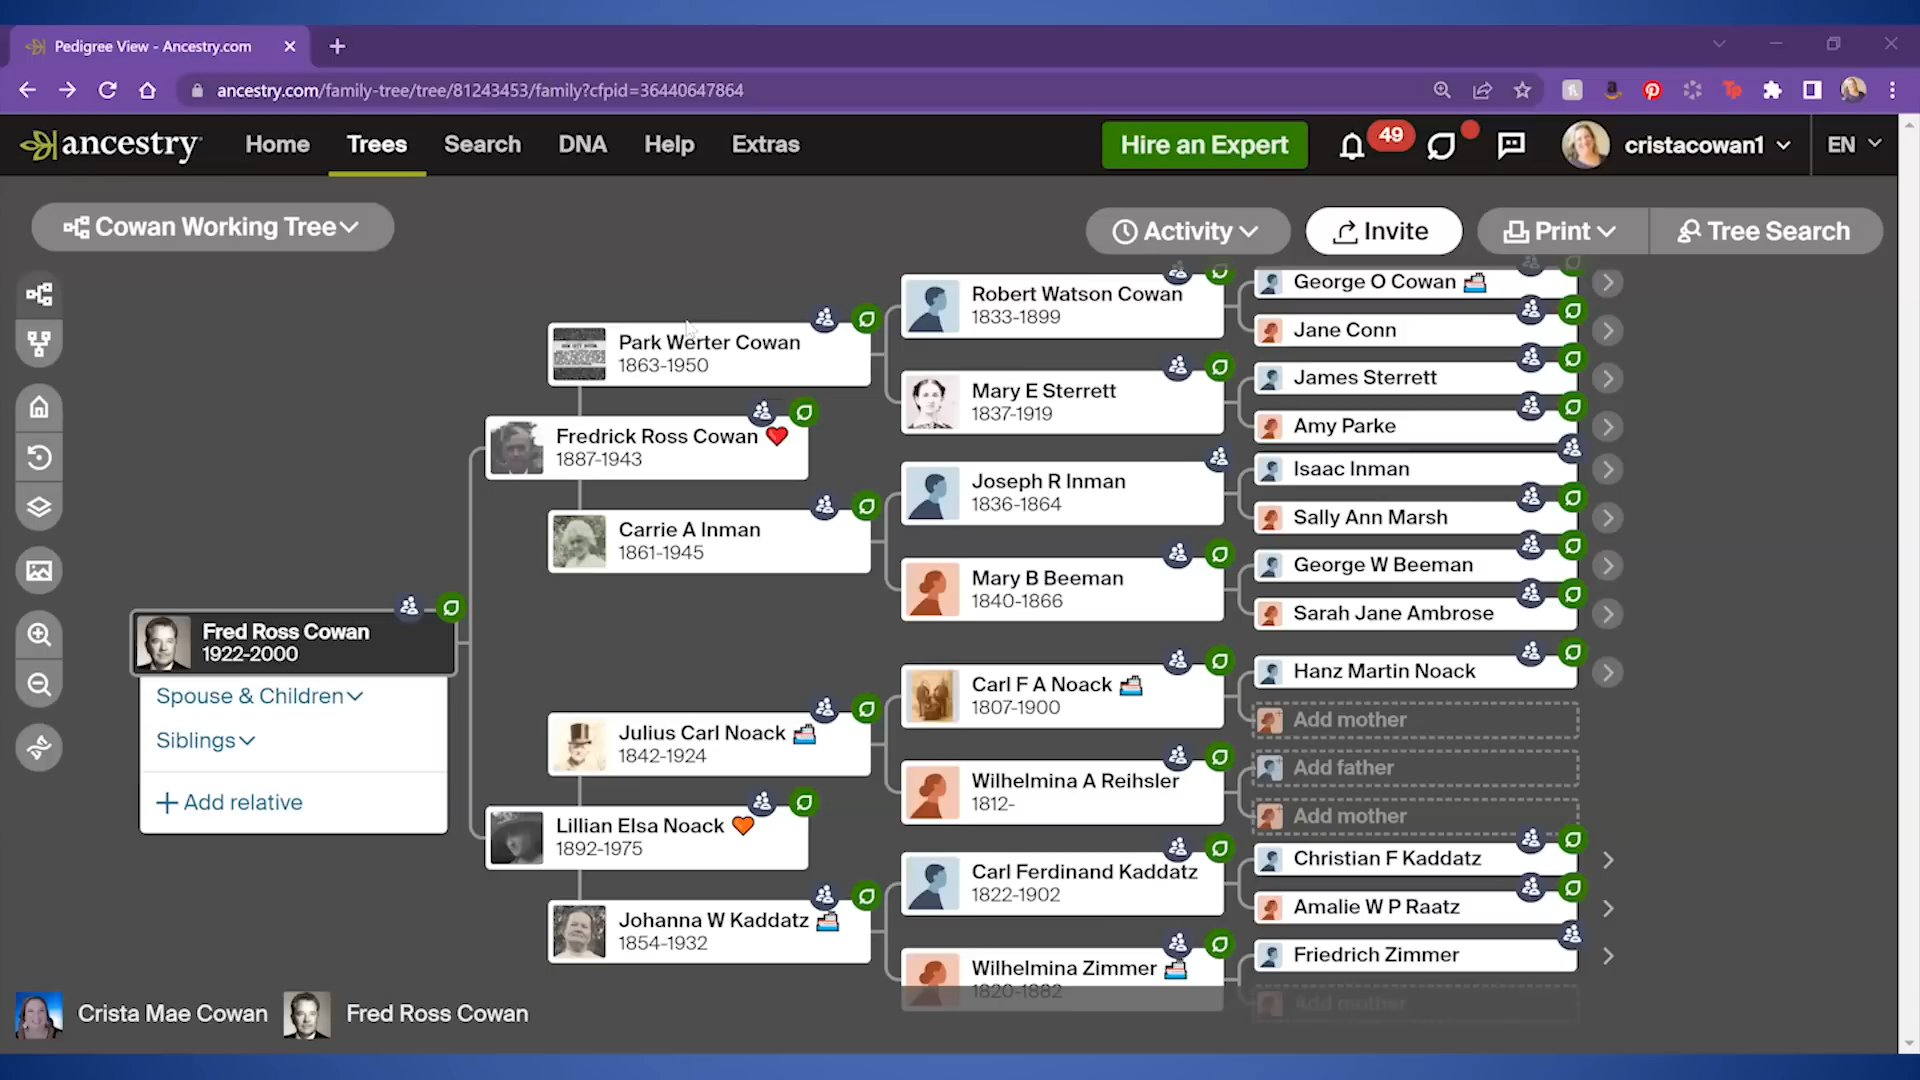 Pedigree View - Ancestry.com
ancestry.com/family-tree/tree/81243453/family?cfpid=36440647864
ancestry Home Trees Search DNA Help Extras Hire an Expert 49 cristacowan1 EN
Cowan Working Tree Activity Invite Print Tree Search
Fred Ross Cowan
1922-2000
Spouse & Children
Siblings
+ Add relative
Park Werter Cowan
1863-1950
Fredrick Ross Cowan
1887-1943
Carrie A Inman
1861-1945
Julius Carl Noack
1842-1924
Lillian Elsa Noack
1892-1975
Johanna W Kaddatz
1854-1932
Robert Watson Cowan
1833-1899
Mary E Sterrett
1837-1919
Joseph R Inman
1836-1864
Mary B Beeman
1840-1866
Carl F A Noack
1807-1900
Wilhelmina A Reihsler
1812-
Carl Ferdinand Kaddatz
1822-1902
Wilhelmina Zimmer
1820-1882
George O Cowan
Jane Conn
James Sterrett
Amy Parke
Isaac Inman
Sally Ann Marsh
George W Beeman
Sarah Jane Ambrose
Hanz Martin Noack
Add mother
Add father
Add mother
Christian F Kaddatz
Amalie W P Raatz
Friedrich Zimmer
Add mother
Crista Mae Cowan Fred Ross Cowan